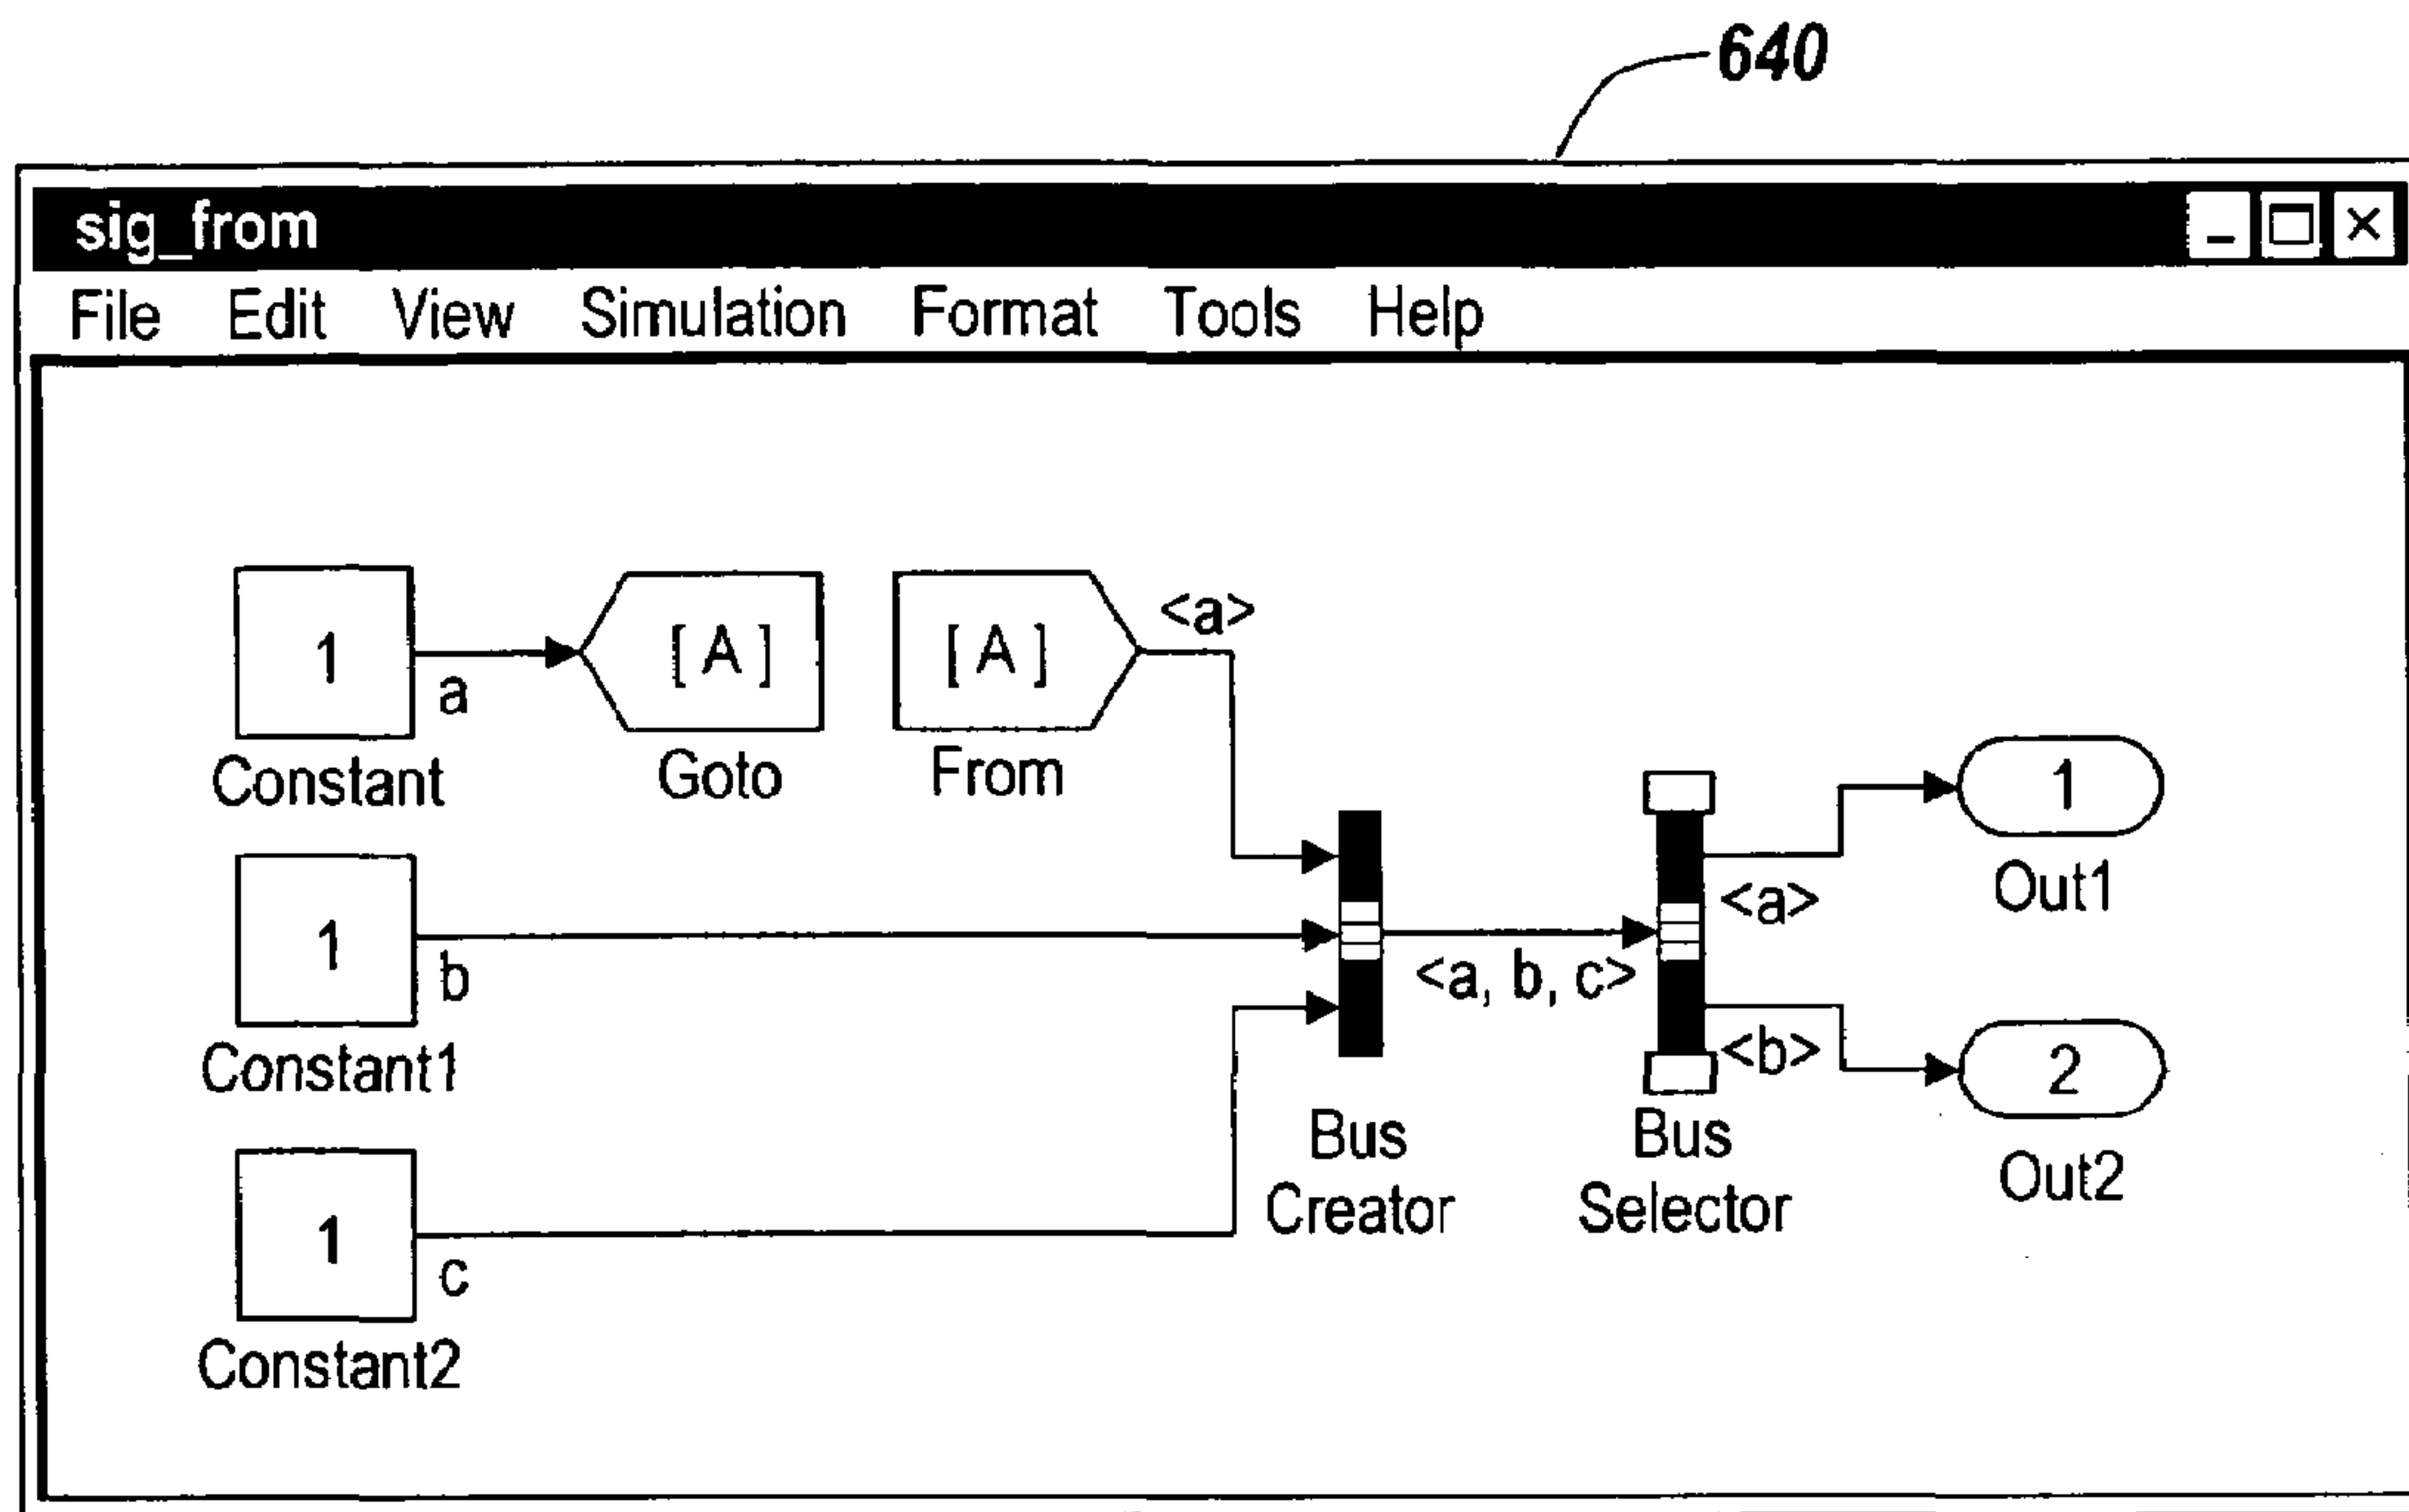 640
sig_from
File Edit View Simulation Format Tools Help
<a>
1
[ A ]
[ A ]
a
Constant
Goto
From
1
Out1
1
<a>
b
<a, b, c>
Constant1
<b>
2
Out2
Bus
Creator
Bus
Selector
1
c
Constant2